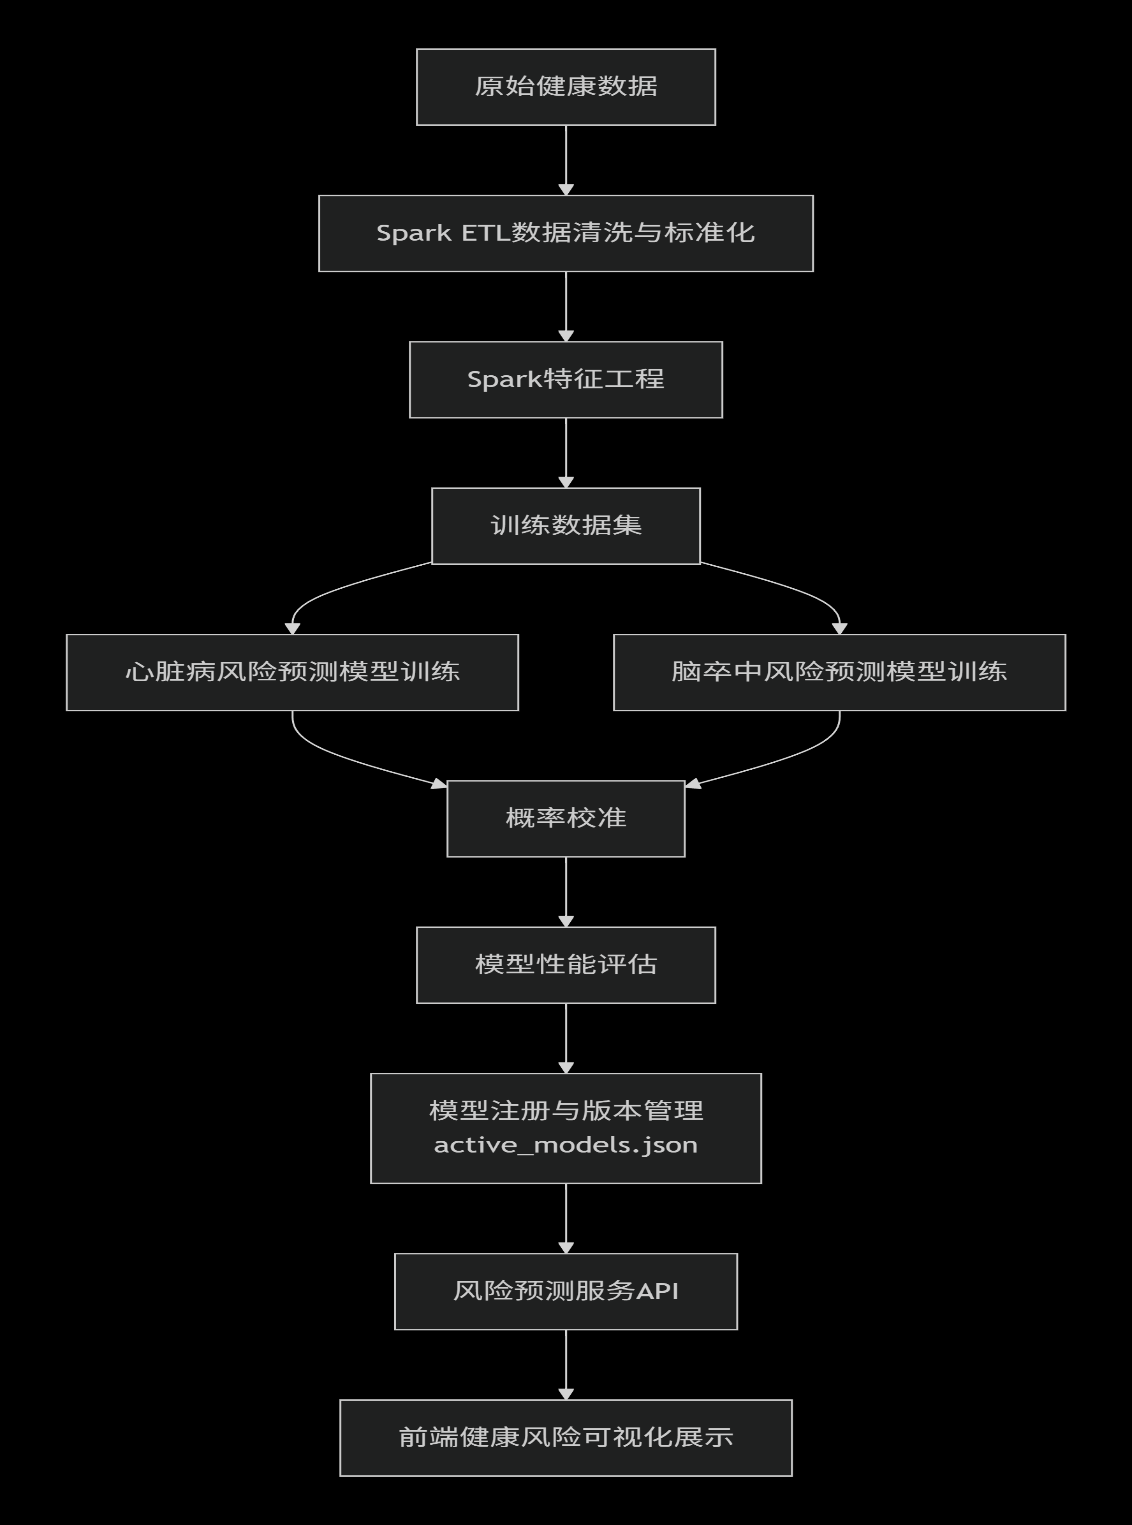 原始健康数据
Spark ETL数据清洗与标准化
Spark特征工程
训练数据集
心脏病风险预测模型训练
脑卒中风险预测模型训练
概率校准
模型性能评估
模型注册与版本管理
active_models.json
风险预测服务API
前端健康风险可视化展示